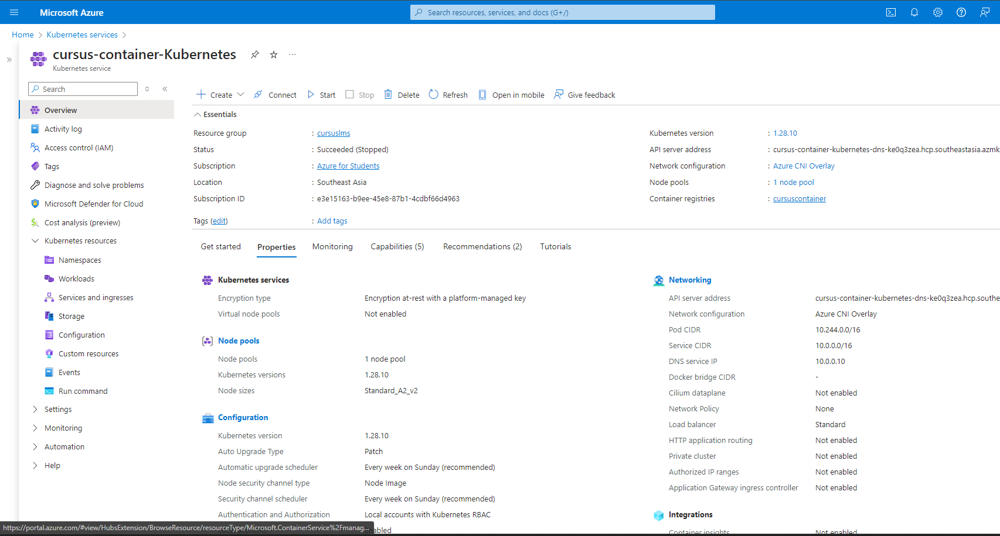 Microsoft Azure
Search resources, services, and docs (G+/)
Home
Kubernetes services
cursus-container-Kubernetes
Kubernetes service
Search
Overview
Activity log
Access control (IAM)
Tags
Diagnose and solve problems
Microsoft Defender for Cloud
Cost analysis (preview)
Kubernetes resources
Namespaces
Workloads
Services and ingresses
Storage
Configuration
Custom resources
Events
Run command
Settings
Monitoring
Automation
Help
Create
Connect
Start
Stop
Delete
Refresh
Open in mobile
Give feedback
Essentials
Resource group : cursuslms
Status : Succeeded (Stopped)
Subscription : Azure for Students
Location : Southeast Asia
Subscription ID : e3e15163-b9ee-45e8-87b1-4cdbf66d4963
Kubernetes version : 1.28.10
API server address : cursus-container-kubernetes-dns-ke0q3zea.hcp.southeastasia.azmk
Network configuration : Azure CNI Overlay
Node pools : 1 node pool
Container registries : cursuscontainer
Tags (edit) : Add tags
Get started
Properties
Monitoring
Capabilities (5)
Recommendations (2)
Tutorials
Kubernetes services
Encryption type Encryption at-rest with a platform-managed key
Virtual node pools Not enabled
Node pools
Node pools 1 node pool
Kubernetes versions 1.28.10
Node sizes Standard_A2_v2
Configuration
Kubernetes version 1.28.10
Auto Upgrade Type Patch
Automatic upgrade scheduler Every week on Sunday (recommended)
Node security channel type Node Image
Security channel scheduler Every week on Sunday (recommended)
Authentication and Authorization Local accounts with Kubernetes RBAC
Networking
API server address cursus-container-kubernetes-dns-ke0q3zea.hcp.southe
Network configuration Azure CNI Overlay
Pod CIDR 10.244.0.0/16
Service CIDR 10.0.0.0/16
DNS service IP 10.0.0.10
Docker bridge CIDR -
Cilium dataplane Not enabled
Network Policy None
Load balancer Standard
HTTP application routing Not enabled
Private cluster Not enabled
Authorized IP ranges Not enabled
Application Gateway ingress controller Not enabled
Integrations
Container insights Not enabled
https://portal.azure.com/#view/HubsExtension/BrowseResource/resourceType/Microsoft.ContainerService%2Fmanag...